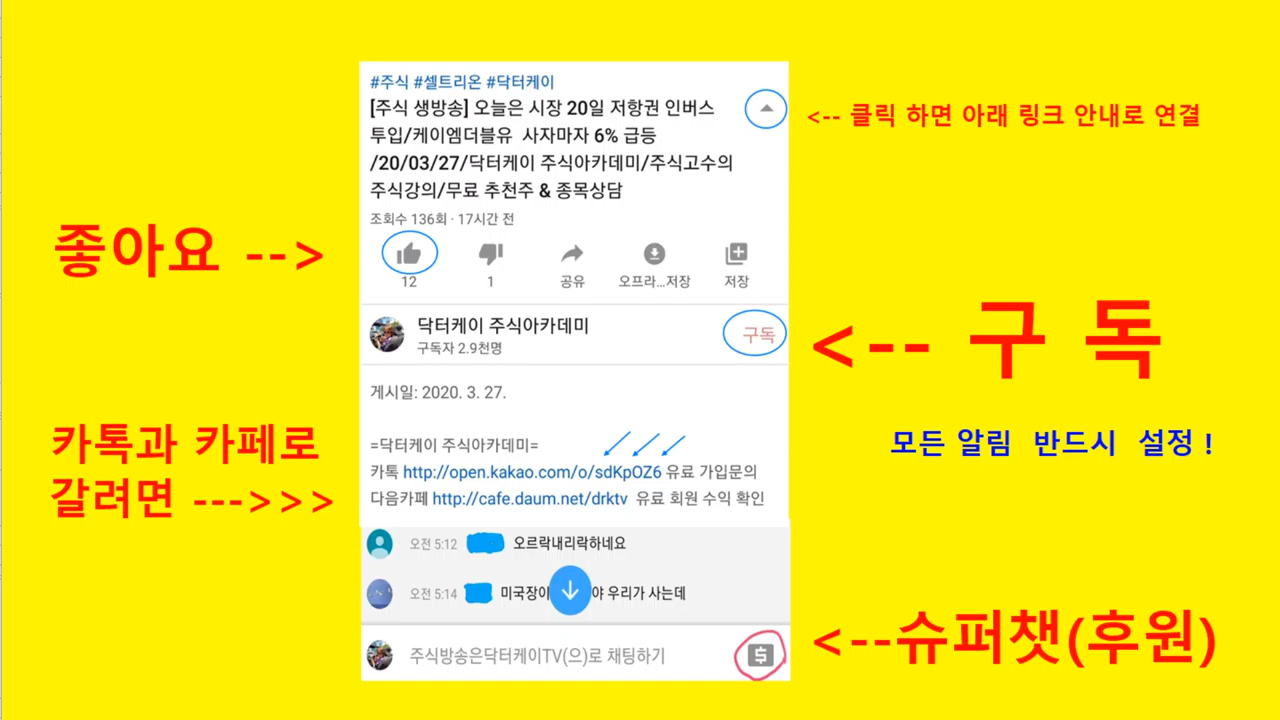 #주식 #셀트리온 #닥터케이
[주식 생방송] 오늘은 시장 20일 저항권 인버스
투입/케이엠더블유 사자마자 6% 급등
/20/03/27/닥터케이 주식아카데미/주식고수의
주식강의/무료 추천주 & 종목상담
<-- 클릭 하면 아래 링크 안내로 연결
조회수 136회 · 17시간 전
좋아요 -->
12
1
공유
오프라...저장
저장
닥터케이 주식아카데미
구독자 2.9천명
구독
<-- 구 독
게시일: 2020. 3. 27.
모든 알림 반드시 설정 !
카톡과 카페로
갈려면 --->>>
=닥터케이 주식아카데미=
카톡 http://open.kakao.com/o/sdKpOZ6 유료 가입문의
다음카페 http://cafe.daum.net/drktv 유료 회원 수익 확인
오전 5:12 오르락내리락하네요
오전 5:14 미국장이 야 우리가 사는데
주식방송은닥터케이TV(으)로 채팅하기
<--슈퍼챗(후원)